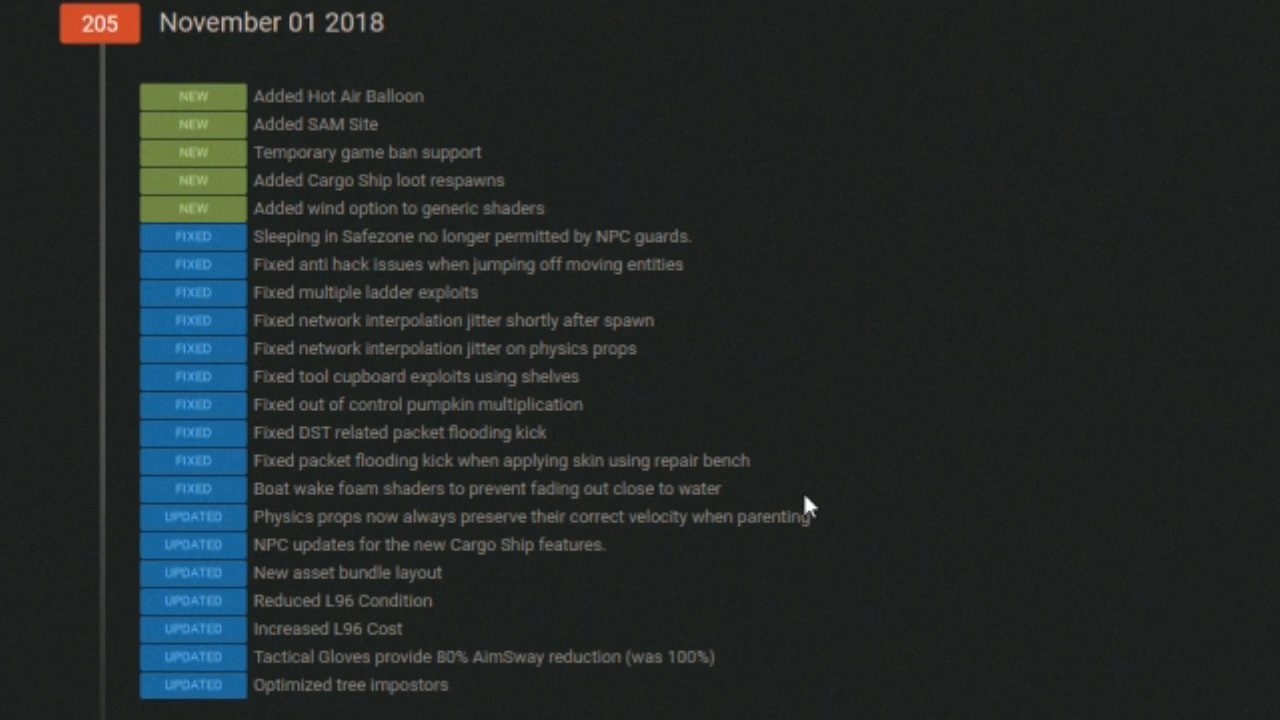 205 November 01 2018
NEW Added Hot Air Balloon
NEW Added SAM Site
NEW Temporary game ban support
NEW Added Cargo Ship loot respawns
NEW Added wind option to generic shaders
FIXED Sleeping in Safezone no longer permitted by NPC guards.
FIXED Fixed anti hack issues when jumping off moving entities
FIXED Fixed multiple ladder exploits
FIXED Fixed network interpolation jitter shortly after spawn
FIXED Fixed network interpolation jitter on physics props
FIXED Fixed tool cupboard exploits using shelves
FIXED Fixed out of control pumpkin multiplication
FIXED Fixed DST related packet flooding kick
FIXED Fixed packet flooding kick when applying skin using repair bench
FIXED Boat wake foam shaders to prevent fading out close to water
UPDATED Physics props now always preserve their correct velocity when parenting
UPDATED NPC updates for the new Cargo Ship features.
UPDATED New asset bundle layout
UPDATED Reduced L96 Condition
UPDATED Increased L96 Cost
UPDATED Tactical Gloves provide 80% AimSway reduction (was 100%)
UPDATED Optimized tree impostors